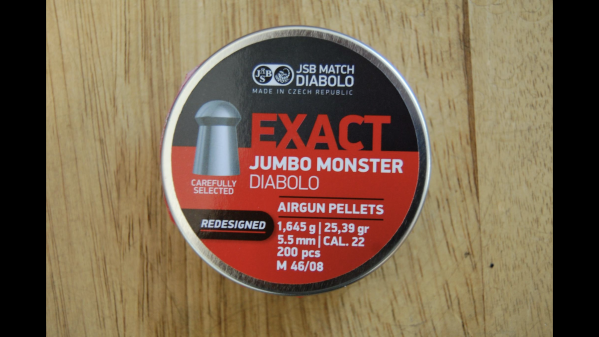 JSB
JSB MATCH
DIABOLO
MADE IN CZECH REPUBLIC
EXACT
JUMBO MONSTER
DIABOLO
CAREFULLY
SELECTED
AIRGUN PELLETS
REDESIGNED
1,645 g | 25,39 gr
5.5 mm | CAL. 22
200 pcs
M 46/08